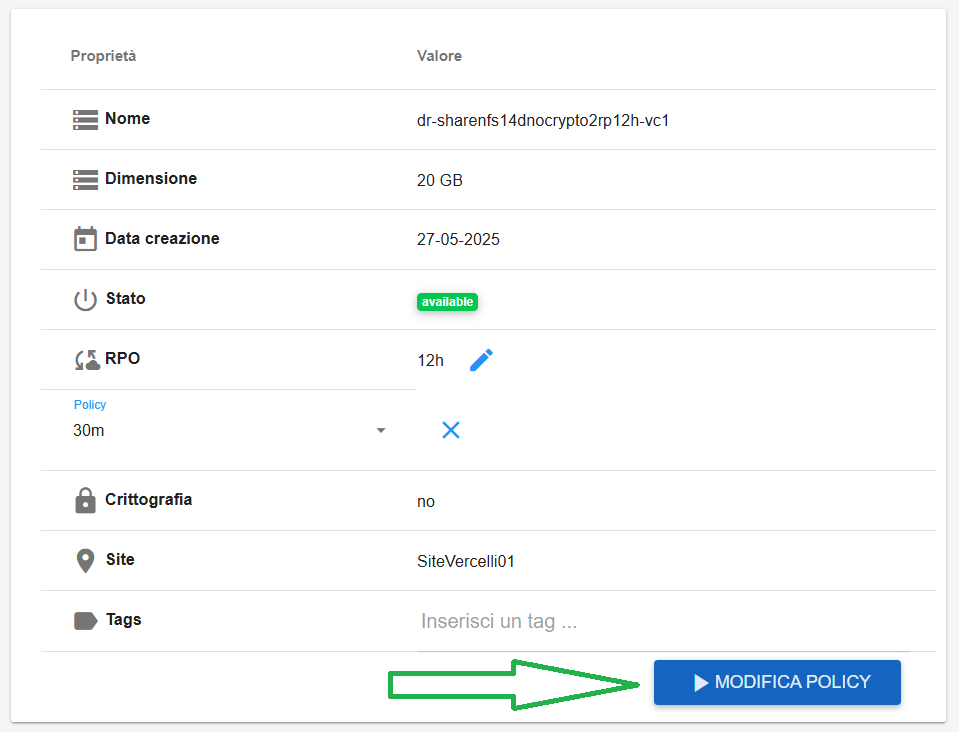 Proprietà Valore
Nome dr-sharenfs14dnocrypto2rp12h-vc1
Dimensione 20 GB
Data creazione 27-05-2025
Stato available
RPO 12h
Policy
30m
Crittografia no
Site SiteVercelli01
Tags Inserisci un tag ...
MODIFICA POLICY